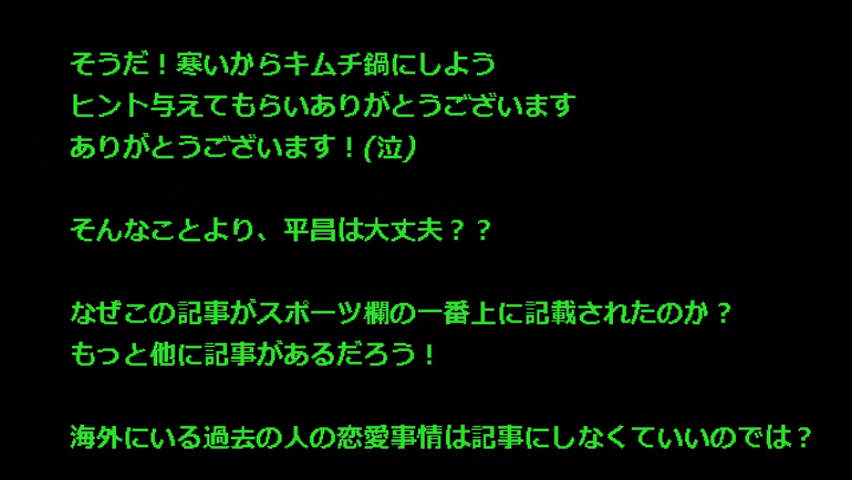 そうだ！寒いからキムチ鍋にしよう
ヒント与えてもらいありがとうございます
ありがとうございます！(泣)
そんなことより、平昌は大丈夫？？
なぜこの記事がスポーツ欄の一番上に記載されたのか？
もっと他に記事があるだろう！
海外にいる過去の人の恋愛事情は記事にしなくていいのでは？